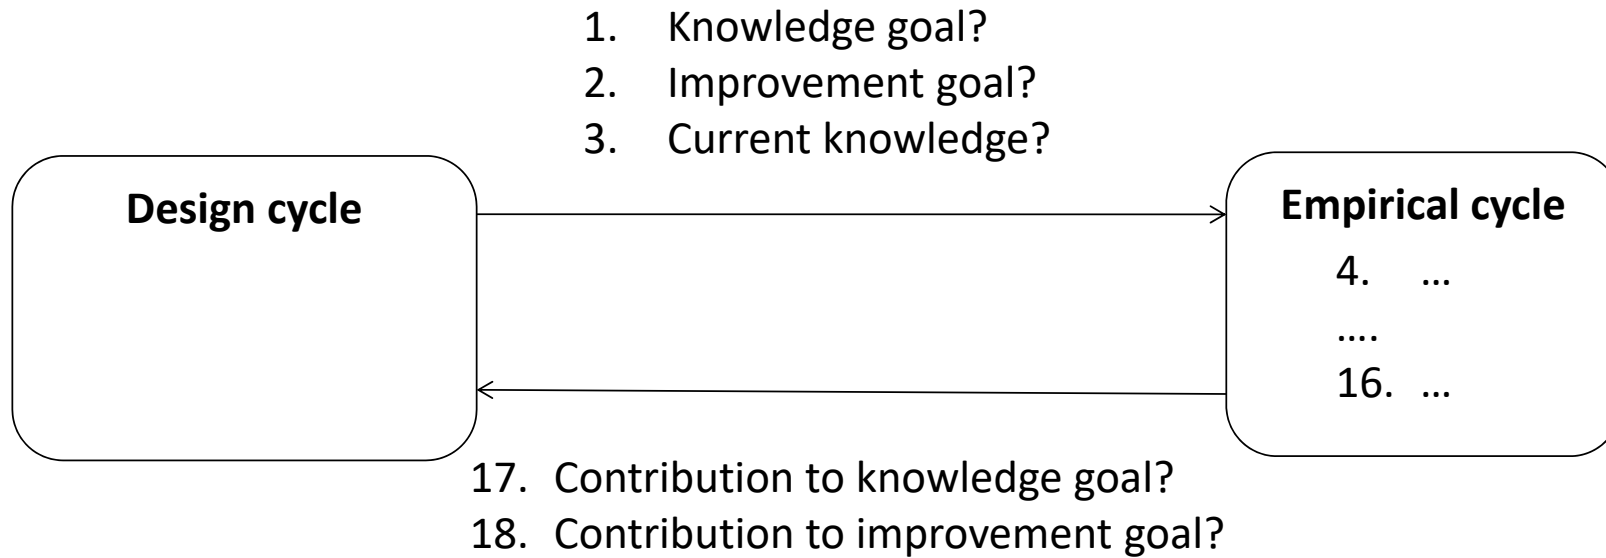 1. Knowledge goal?
2. Improvement goal?
3. Current knowledge?
Design cycle
Empirical cycle
4. ...
....
16. ...
17. Contribution to knowledge goal?
18. Contribution to improvement goal?